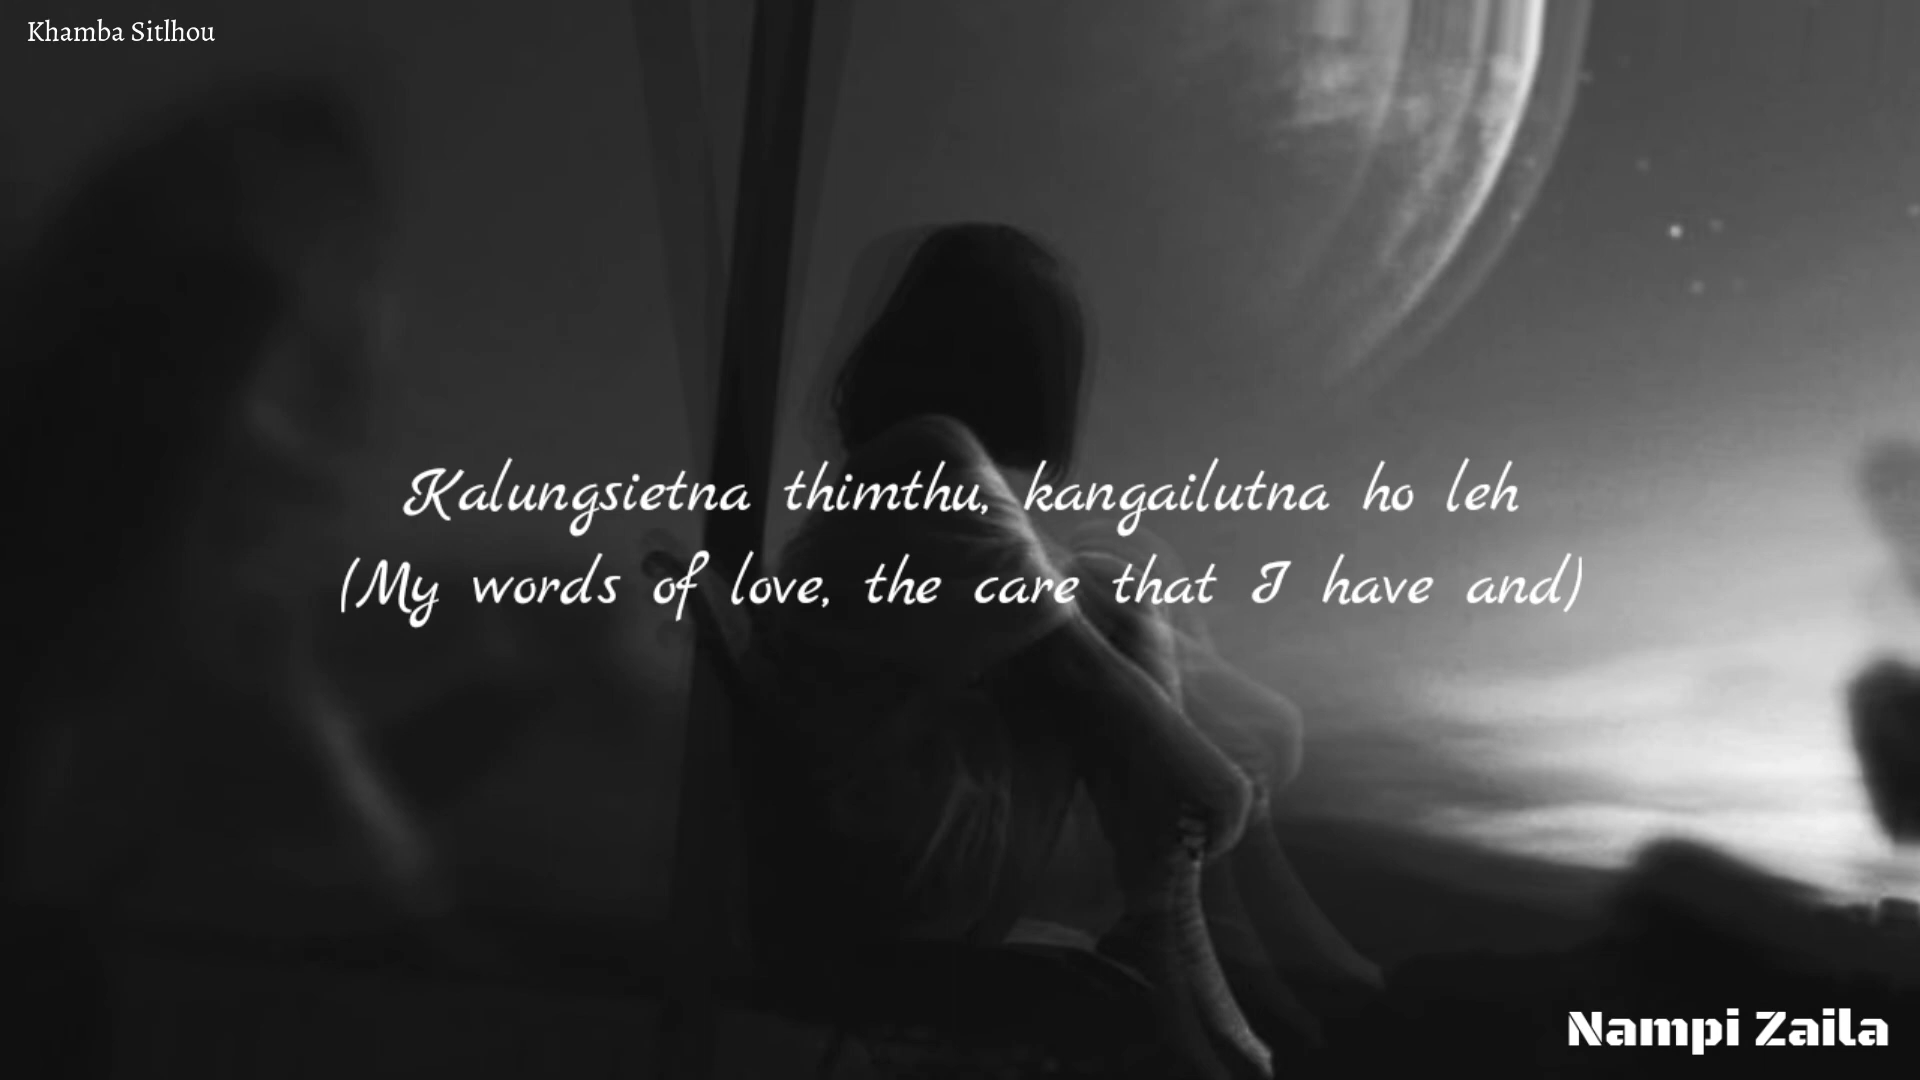 Khamba Sitlhou
Kalungsietna thimthu, kangailutna ho leh
(My words of love, the care that I have and)
Nampi Zaila